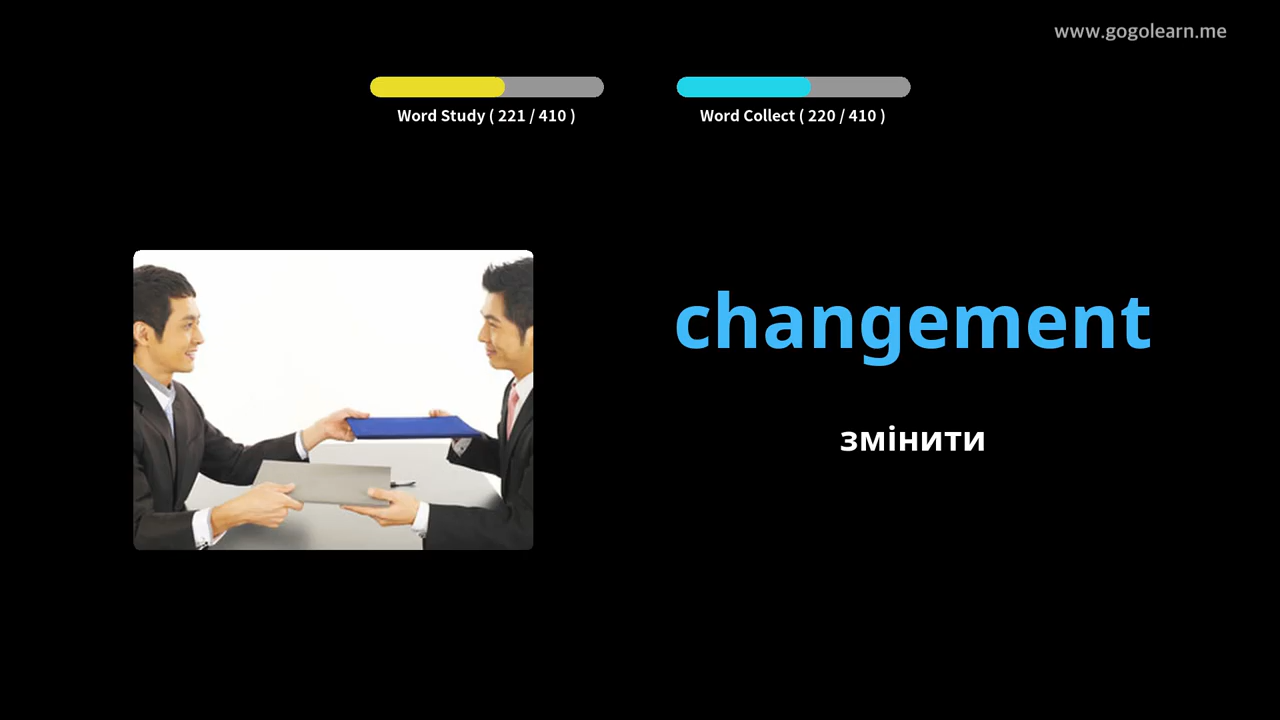 www.gogolearn.me
Word Study ( 221 / 410 )
Word Collect ( 220 / 410 )
changement
змінити